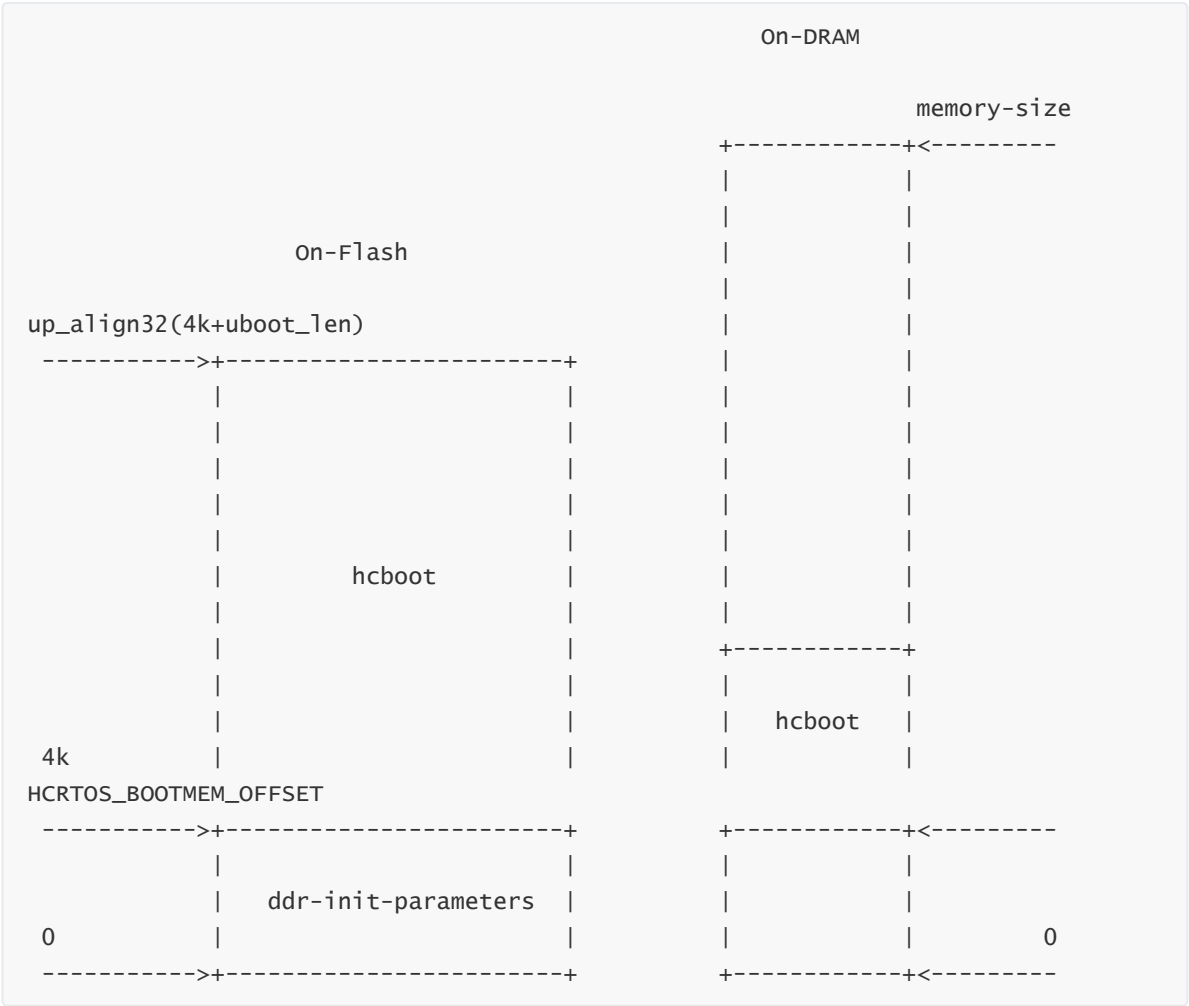 On-DRAM
memory-size
+------------+<---------
|            |
|            |
On-Flash |            |
|            |
up_align32(4k+uboot_len) |            |
----------->+-----------------------+ |            |
|                       | |            |
|                       | |            |
|                       | |            |
|                       | |            |
|                       | |            |
|         hcboot        | |            |
|                       | |            |
|                       | +------------+
|                       | |            |
|                       | |   hcboot   |
4k |                       | |            |
HCRTOS_BOOTMEM_OFFSET
----------->+-----------------------+ +------------+<---------
|                       | |            |
|   ddr-init-parameters | |            |
0 |                       | |            | 0
----------->+-----------------------+ +------------+<---------